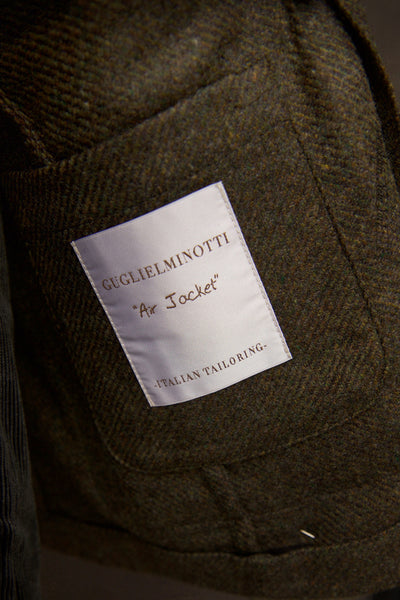 GUGLIELMINOTTI
"Air Jacket"
-ITALIAN TAILORING-